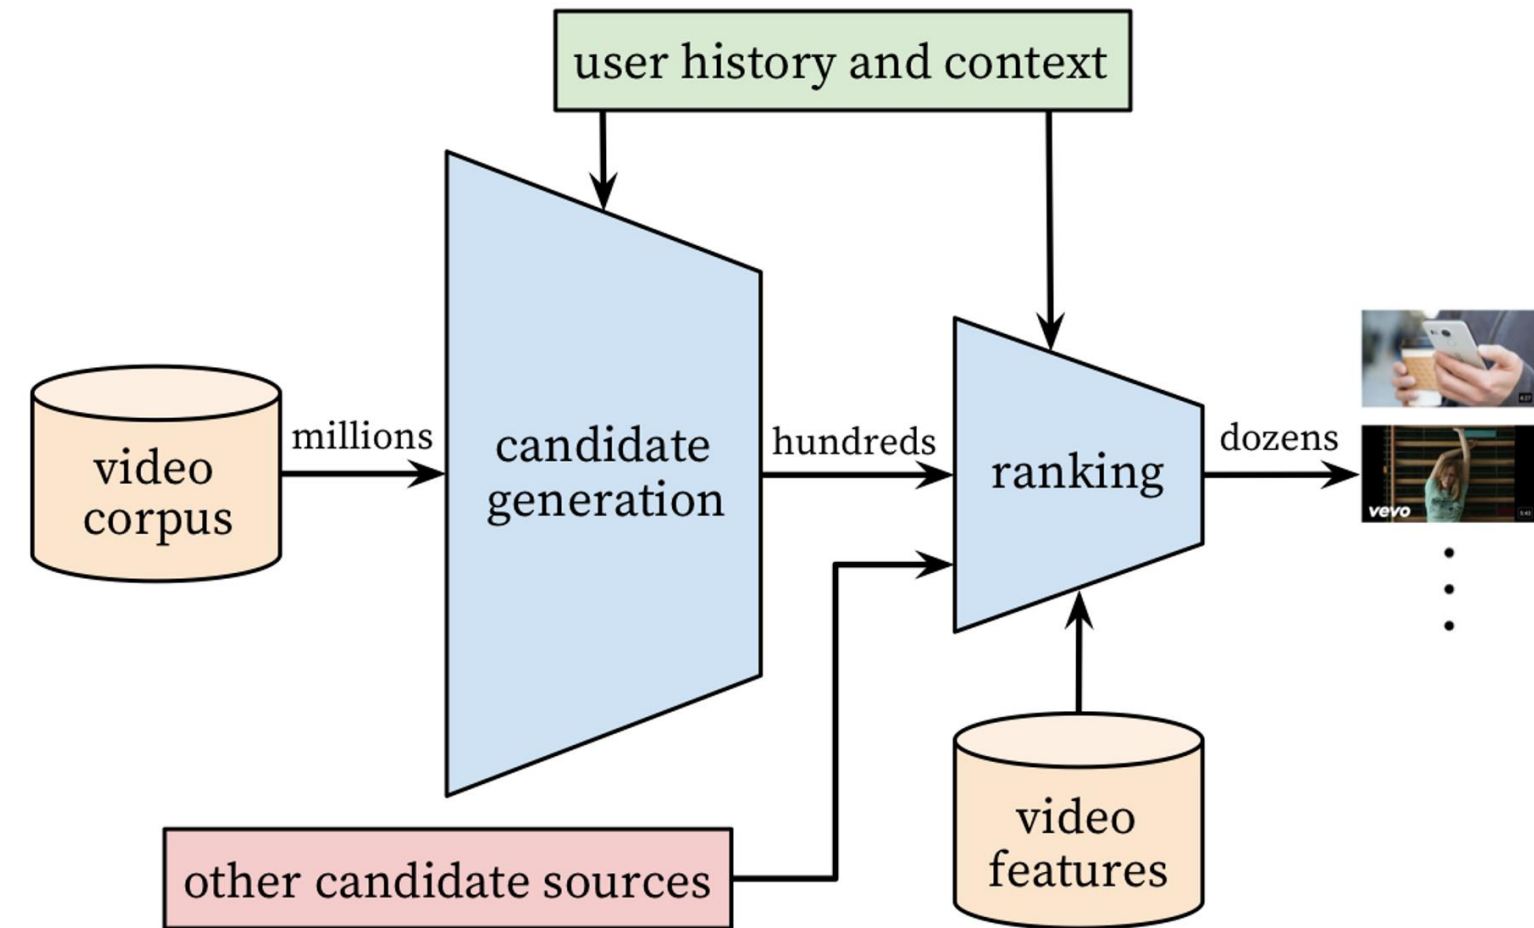 user history and context
video
corpus
millions
candidate
generation
hundreds
ranking
dozens
vevo
other candidate sources
video
features